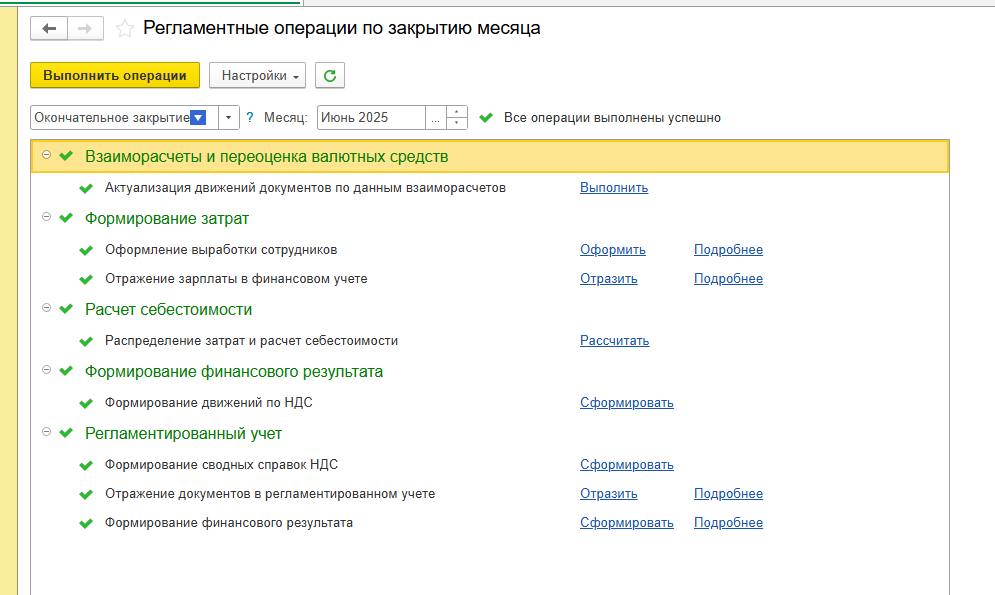 Регламентные операции по закрытию месяца
Выполнить операции Настройки
Окончательное закрытие ? Месяц: Июнь 2025 ... Все операции выполнены успешно
Взаиморасчеты и переоценка валютных средств
Актуализация движений документов по данным взаиморасчетов Выполнить
Формирование затрат
Оформление выработки сотрудников Оформить Подробнее
Отражение зарплаты в финансовом учете Отразить Подробнее
Расчет себестоимости
Распределение затрат и расчет себестоимости Рассчитать
Формирование финансового результата
Формирование движений по НДС Сформировать
Регламентированный учет
Формирование сводных справок НДС Сформировать
Отражение документов в регламентированном учете Отразить Подробнее
Формирование финансового результата Сформировать Подробнее